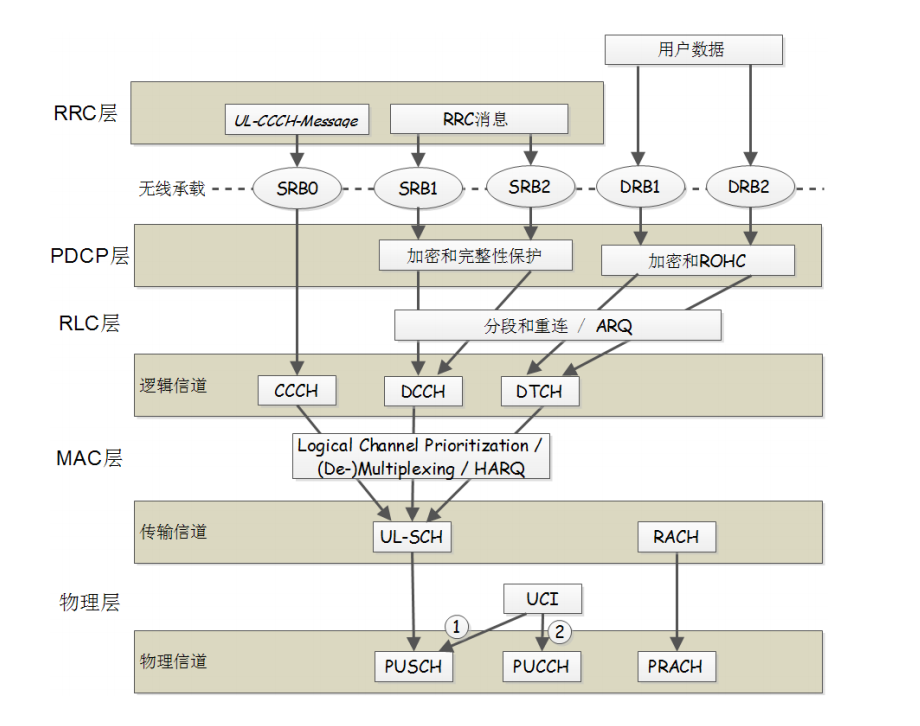 用户数据
RRC层
UL-CCCH-Message
RRC消息
无线承载
SRB0
SRB1
SRB2
DRB1
DRB2
PDCP层
加密和完整性保护
加密和ROHC
RLC层
分段和重连 / ARQ
逻辑信道
CCCH
DCCH
DTCH
MAC层
Logical Channel Prioritization /
(De-)Multiplexing / HARQ
传输信道
UL-SCH
RACH
物理层
UCI
1
2
物理信道
PUSCH
PUCCH
PRACH